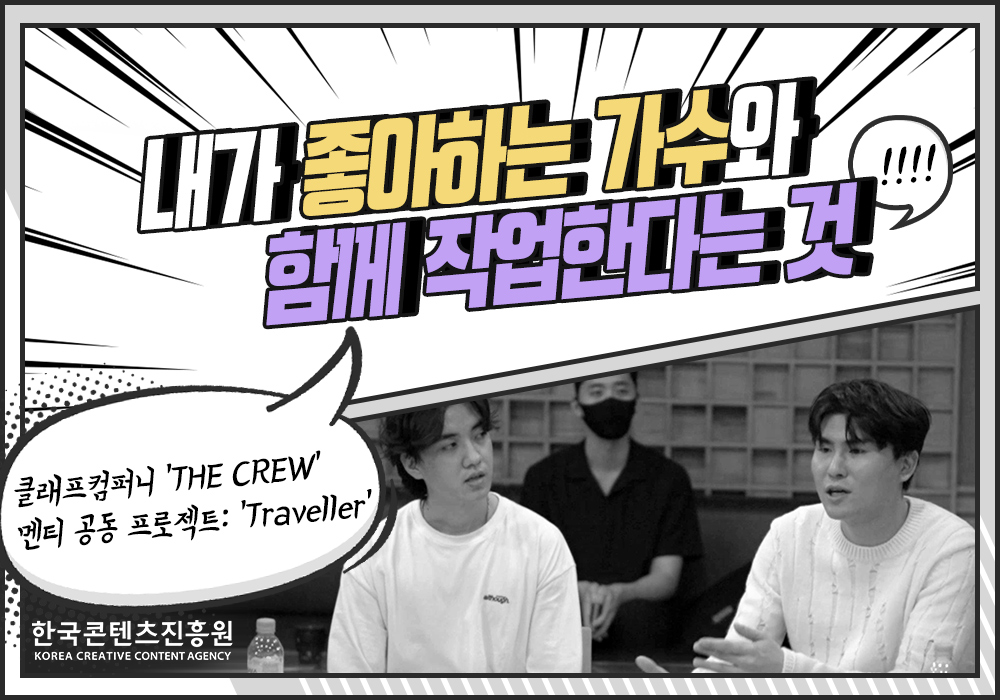 내가 좋아하는 가수와
!!!!
함께 작업한다는 것
클래프컴퍼니 'THE CREW'
멘티 공동 프로젝트: 'Traveller'
although,
한국콘텐츠진흥원
KOREA CREATIVE CONTENT AGENCY